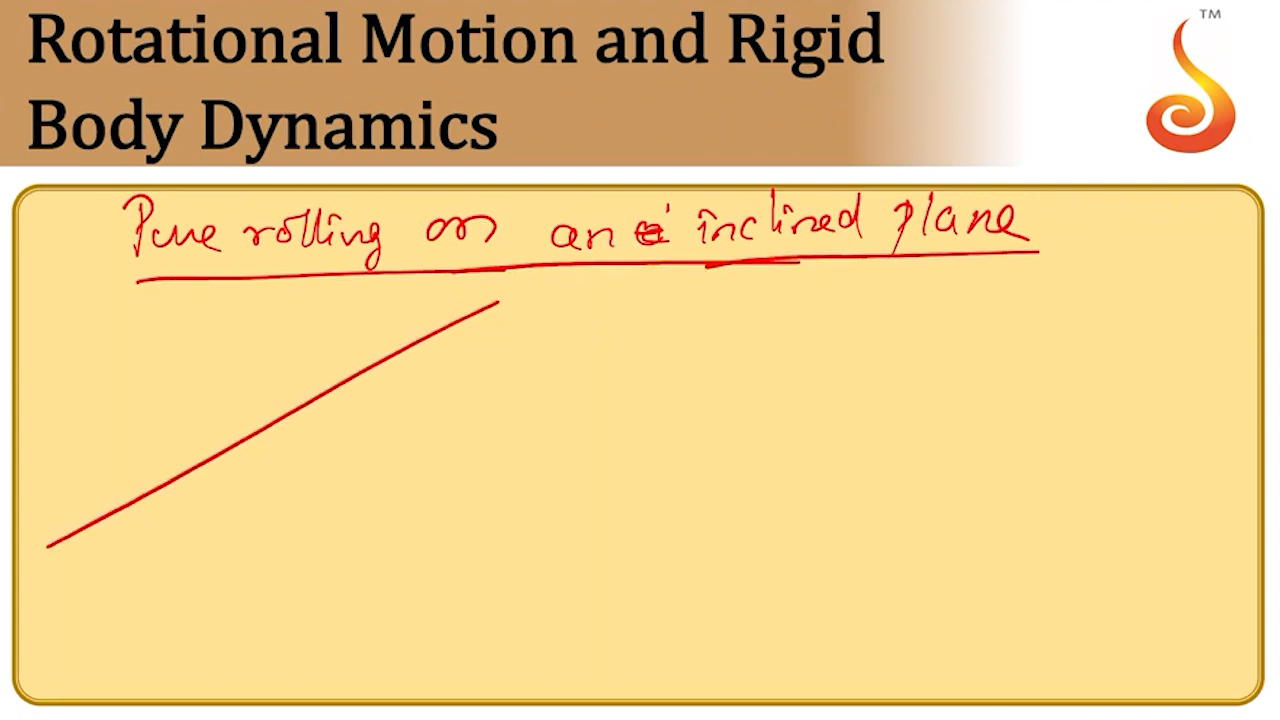 Rotational Motion and Rigid
TM
Body Dynamics
Pure rolling on an inclined plane